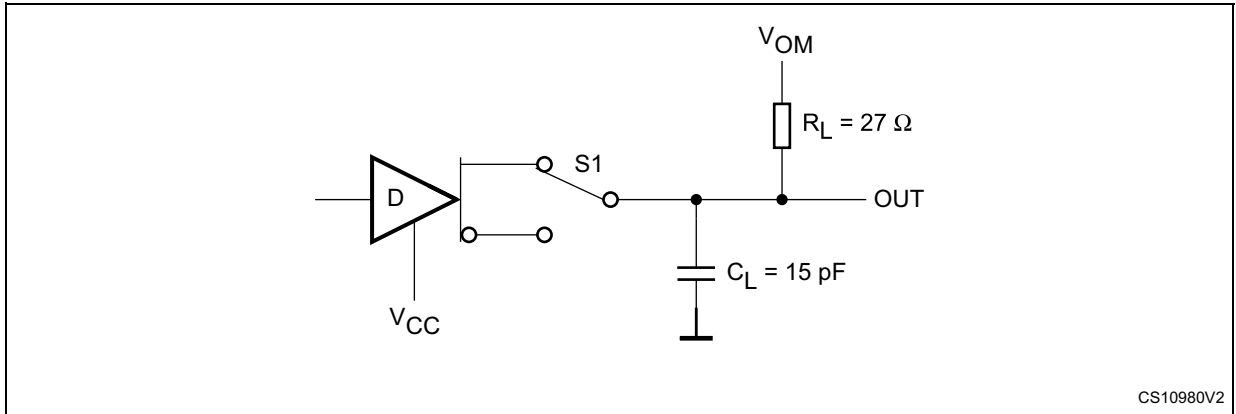 VOM
RL = 27 Ω
S1
D
OUT
CL = 15 pF
VCC
CS10980V2